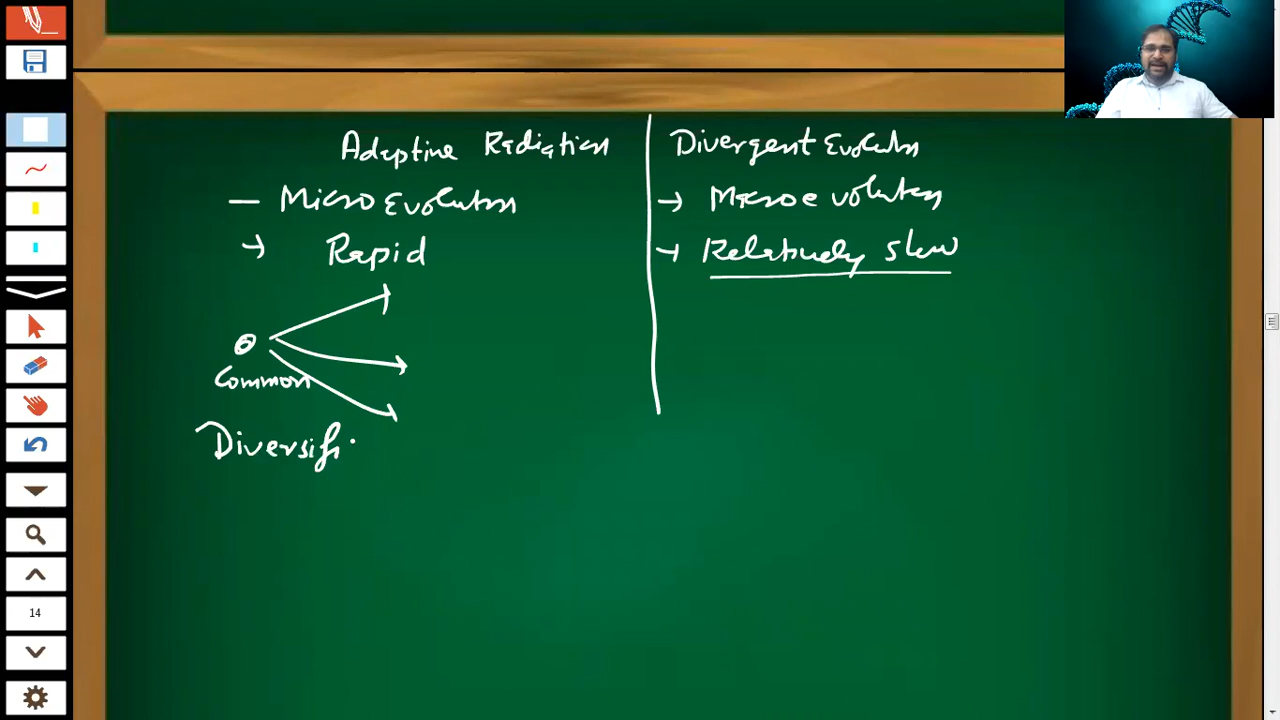 Adaptive Radiation
— Micro Evolution
→ Rapid
Common
Diversifi
Divergent Evolution
→ Macroevolution
→ Relatively slow
14